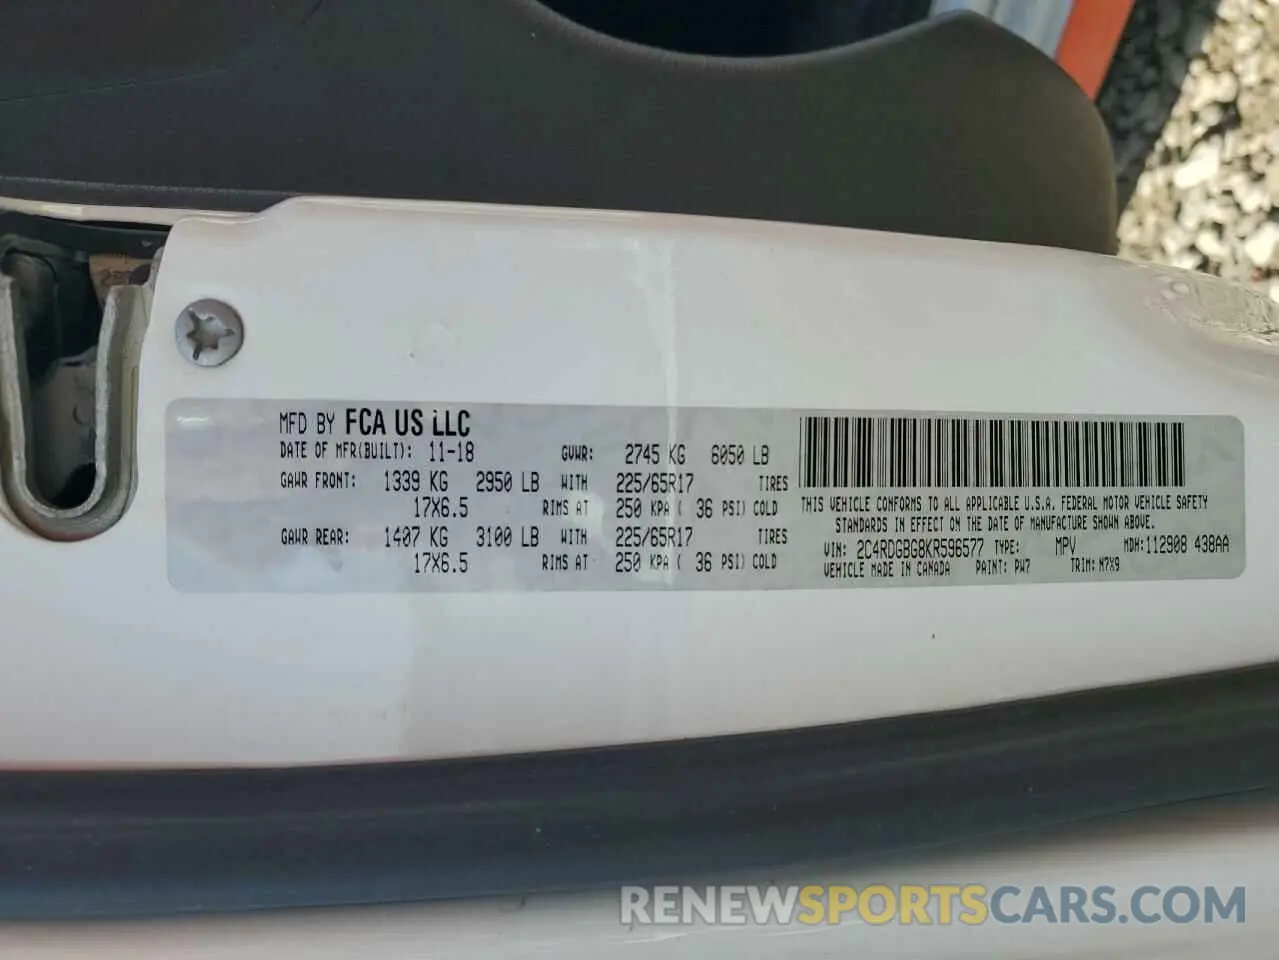 MFD BY FCA US LLC
DATE OF MFR(BUILT): 11-18 GVWR: 2745 KG 6050 LB
GAWR FRONT: 1339 KG 2950 LB WITH 225/65R17 TIRES
17X6.5 RIMS AT 250 KPA ( 36 PSI) COLD
GAWR REAR: 1407 KG 3100 LB WITH 225/65R17 TIRES
17X6.5 RIMS AT 250 KPA ( 36 PSI) COLD
THIS VEHICLE CONFORMS TO ALL APPLICABLE U.S.A. FEDERAL MOTOR VEHICLE SAFETY
STANDARDS IN EFFECT ON THE DATE OF MANUFACTURE SHOWN ABOVE.
VIN: 2C4RDGBG8KR596577 TYPE: MPV MDH:112908 438AA
VEHICLE MADE IN CANADA PAINT: PW7 TRIM: N7X9
RENEWSPORTSCARS.COM